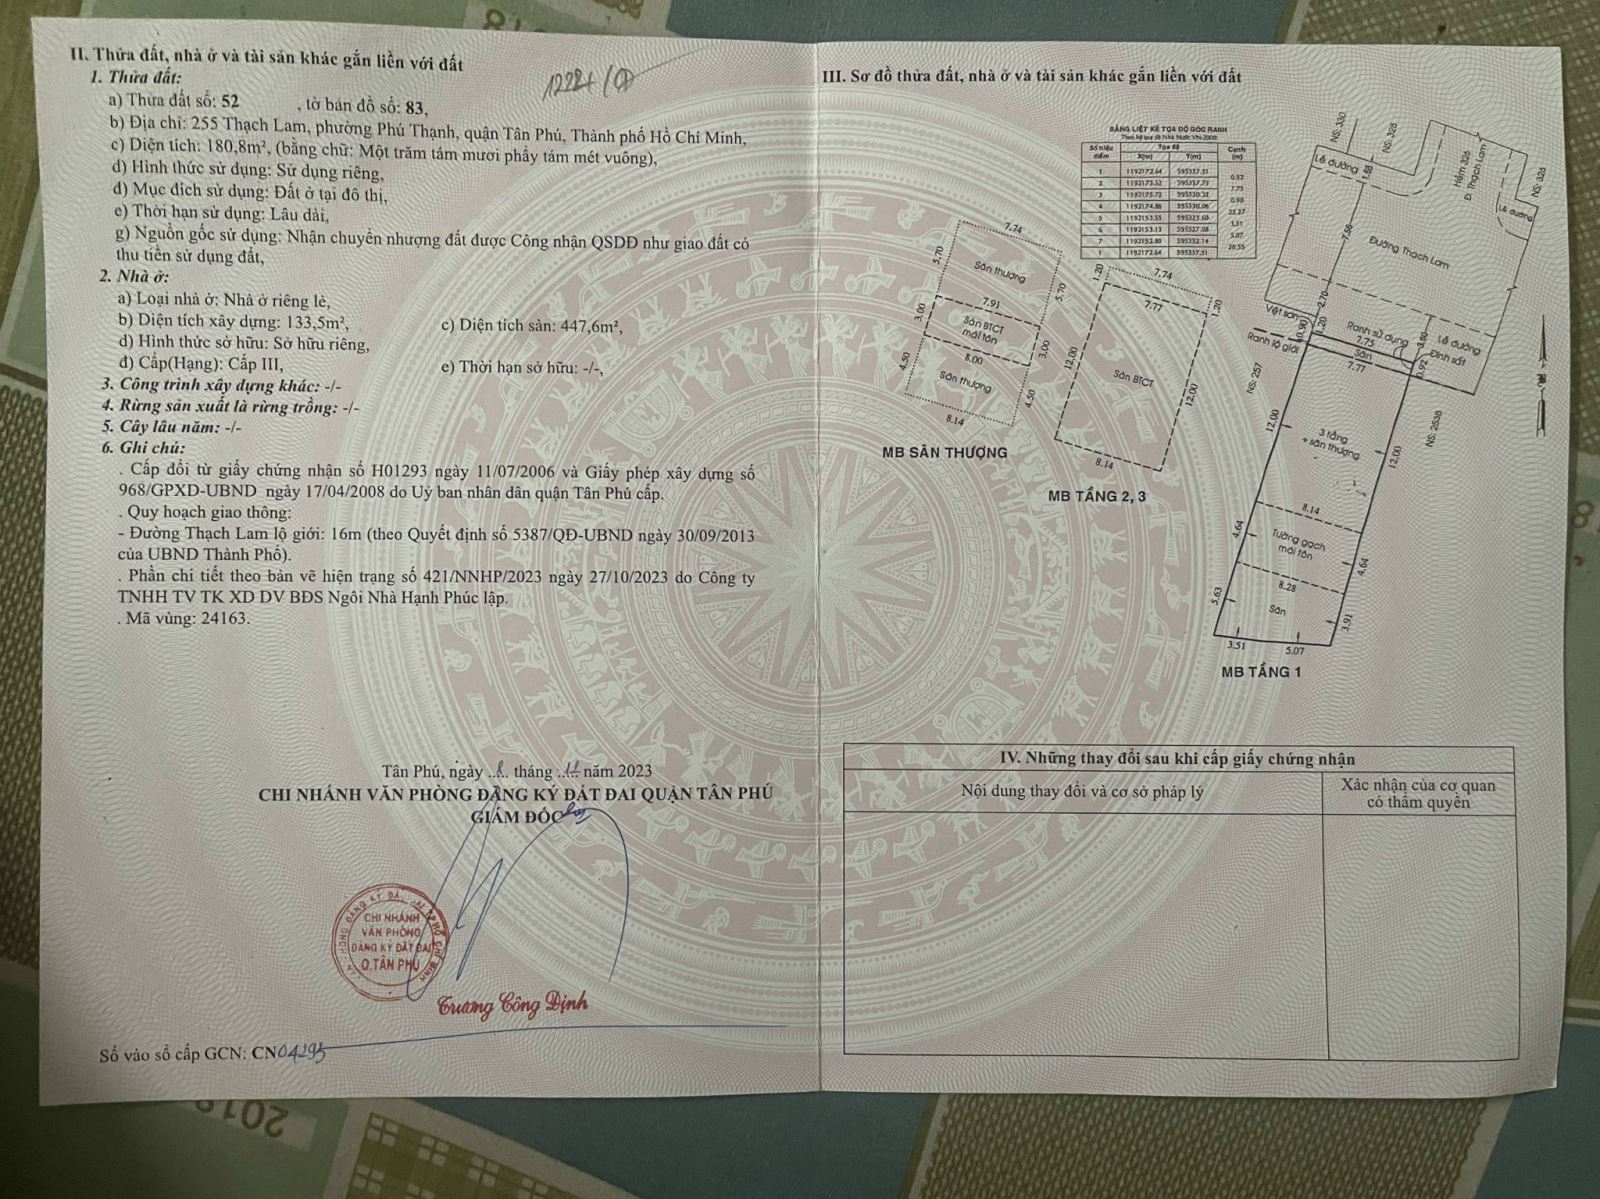 II. Thửa đất, nhà ở và tài sản khác gắn liền với đất
1. Thửa đất:
a) Thửa đất số: 52 , tờ bản đồ số: 83,
b) Địa chỉ: 255 Thạch Lam, phường Phú Thạnh, quận Tân Phú, Thành phố Hồ Chí Minh,
c) Diện tích: 180,8m², (bằng chữ: Một trăm tám mươi phẩy tám mét vuông),
d) Hình thức sử dụng: Sử dụng riêng,
đ) Mục đích sử dụng: Đất ở tại đô thị,
e) Thời hạn sử dụng: Lâu dài,
g) Nguồn gốc sử dụng: Nhận chuyển nhượng đất được Công nhận QSDĐ như giao đất có
thu tiền sử dụng đất,
2. Nhà ở:
a) Loại nhà ở: Nhà ở riêng lẻ,
b) Diện tích xây dựng: 133,5m²,
c) Diện tích sàn: 447,6m²,
d) Hình thức sở hữu: Sở hữu riêng,
đ) Cấp(Hạng): Cấp III,
e) Thời hạn sở hữu: -/-,
3. Công trình xây dựng khác: -/-
4. Rừng sản xuất là rừng trồng: -/-
5. Cây lâu năm: -/-
6. Ghi chú:
. Cấp đổi từ giấy chứng nhận số H01293 ngày 11/07/2006 và Giấy phép xây dựng số
968/GPXD-UBND ngày 17/04/2008 do Uỷ ban nhân dân quận Tân Phú cấp.
. Quy hoạch giao thông:
- Đường Thạch Lam lộ giới: 16m (theo Quyết định số 5387/QĐ-UBND ngày 30/09/2013
của UBND Thành Phố).
. Phần chi tiết theo bản vẽ hiện trạng số 421/NNHP/2023 ngày 27/10/2023 do Công ty
TNHH TV TK XD DV BĐS Ngôi Nhà Hạnh Phúc lập.
. Mã vùng: 24163.
Tân Phú, ngày tháng năm 2023
CHI NHÁNH VĂN PHÒNG ĐĂNG KÝ ĐẤT ĐAI QUẬN TÂN PHÚ
GIÁM ĐỐC
CHI NHÁNH
VĂN PHÒNG
ĐĂNG KÝ ĐẤT ĐAI
Q.TÂN PHÚ
Trương Công Định
Số vào sổ cấp GCN: CN04295
III. Sơ đồ thửa đất, nhà ở và tài sản khác gắn liền với đất
BẢNG LIỆT KÊ TỌA ĐỘ GÓC RANH
Theo hệ tọa độ Nhà Nước VN-2000
Số hiệu điểm Tọa độ Cạnh (m)
X(m) Y(m)
1 1192172.64 595337.51
0.92
2 1192173.52
7.75
3 1192175.72 595330.32
0.90
4 1192174.86 595330.06
22.27
5 1192153.55 595323.60
3.51
6 1192153.13 595327.08
5.07
7 1192152.80 595332.14
20.55
1 1192172.64 595337.51
7.74
5.70
Sân thượng
5.70
7.91
3.00
Sân BTCT
mái tôn
3.00
8.00
4.50
Sân thượng
4.50
8.14
MB SÂN THƯỢNG
1.20
7.74
7.77
1.20
12.00
Sân BTCT
12.00
8.14
MB TẦNG 2, 3
NS: 330
NS: 328
Hẻm 326
Đ. Thạch Lam
NS: 326
Lề đường
1.88
Lề đường
7.58
Đường Thạch Lam
2.70
Vệt sơn
0.90
1.20
Ranh lộ giới
Ranh sử dụng
7.75
3.80
Lề đường
Sân
7.77
0.92
Đinh sắt
NS: 257
NS: 253B
12.00
3 tầng
+ sân thượng
12.00
8.14
4.64
Tường gạch
mái tôn
4.64
8.28
5.63
Sân
3.91
3.51
5.07
MB TẦNG 1
IV. Những thay đổi sau khi cấp giấy chứng nhận
Nội dung thay đổi và cơ sở pháp lý
Xác nhận của cơ quan
có thẩm quyền